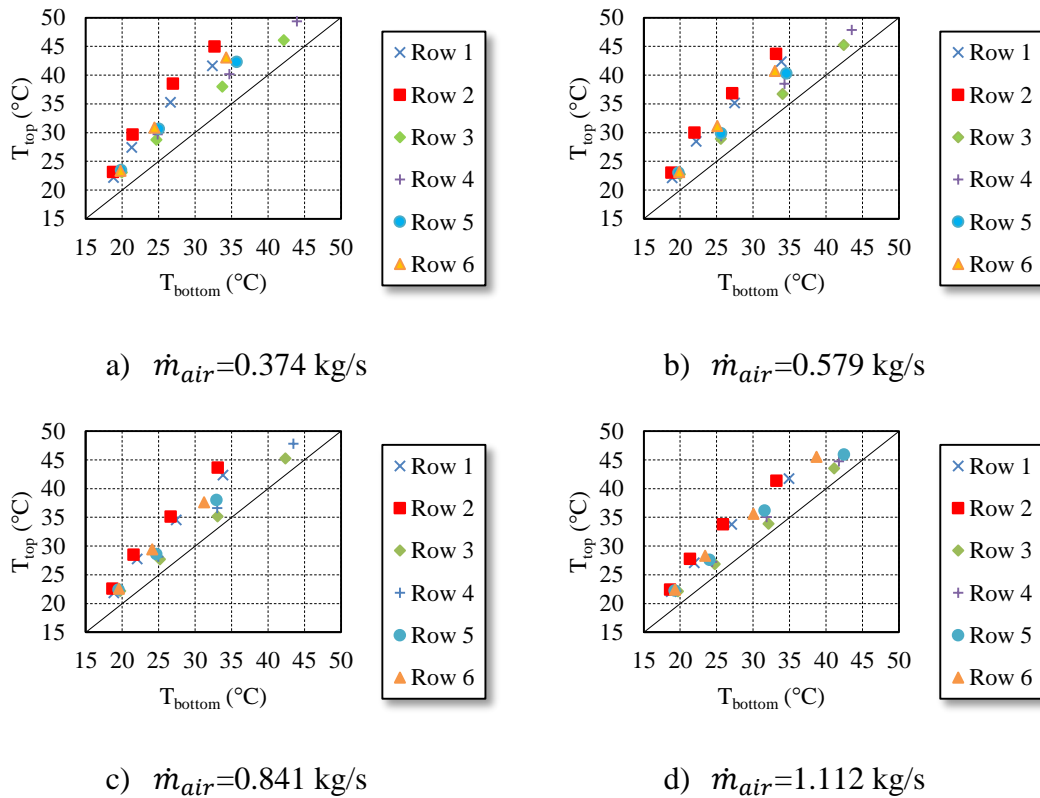 50
45
40
35
30
25
20
15
T_top (°C)
15 20 25 30 35 40 45 50
T_bottom (°C)
Row 1
Row 2
Row 3
Row 4
Row 5
Row 6
a) ṁ_air=0.374 kg/s
50
45
40
35
30
25
20
15
T_top (°C)
15 20 25 30 35 40 45 50
T_bottom (°C)
Row 1
Row 2
Row 3
Row 4
Row 5
Row 6
b) ṁ_air=0.579 kg/s
50
45
40
35
30
25
20
15
T_top (°C)
15 20 25 30 35 40 45 50
T_bottom (°C)
Row 1
Row 2
Row 3
Row 4
Row 5
Row 6
c) ṁ_air=0.841 kg/s
50
45
40
35
30
25
20
15
T_top (°C)
15 20 25 30 35 40 45 50
T_bottom (°C)
Row 1
Row 2
Row 3
Row 4
Row 5
Row 6
d) ṁ_air=1.112 kg/s